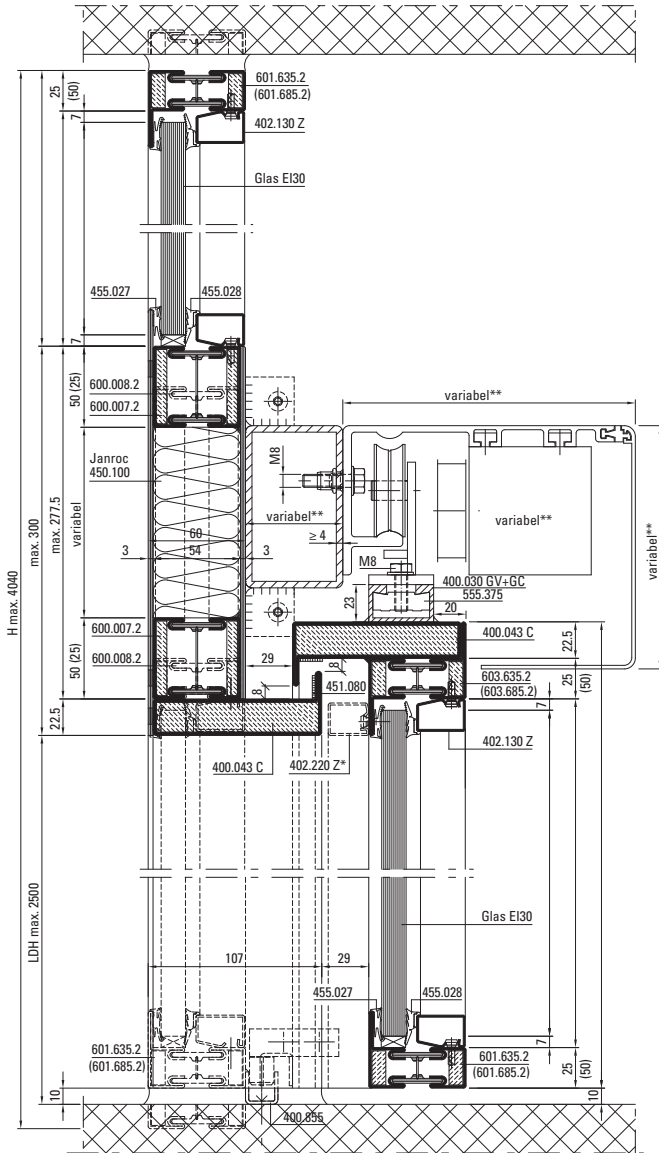 601.635.2
(601.685.2)
25
(50)
7
402.130 Z
Glas EI30
455.027
455.028
7
50 (25)
600.008.2
600.007.2
variabel**
Janroc
450.100
M8
variabel**
variabel**
variabel**
60
≥ 4
3
54
3
M8
400.030 GV+GC
555.375
23
20
H max. 4040
max. 300
max. 277.5
variabel
600.007.2
600.008.2
50 (25)
29
8
8
451.080
400.043 C
22.5
603.635.2
(603.685.2)
25
(50)
7
22.5
400.043 C
402.220 Z*
402.130 Z
LDH max. 2500
Glas EI30
107
29
455.027
455.028
7
601.635.2
(601.685.2)
601.635.2
(601.685.2)
25
(50)
10
400.855
10